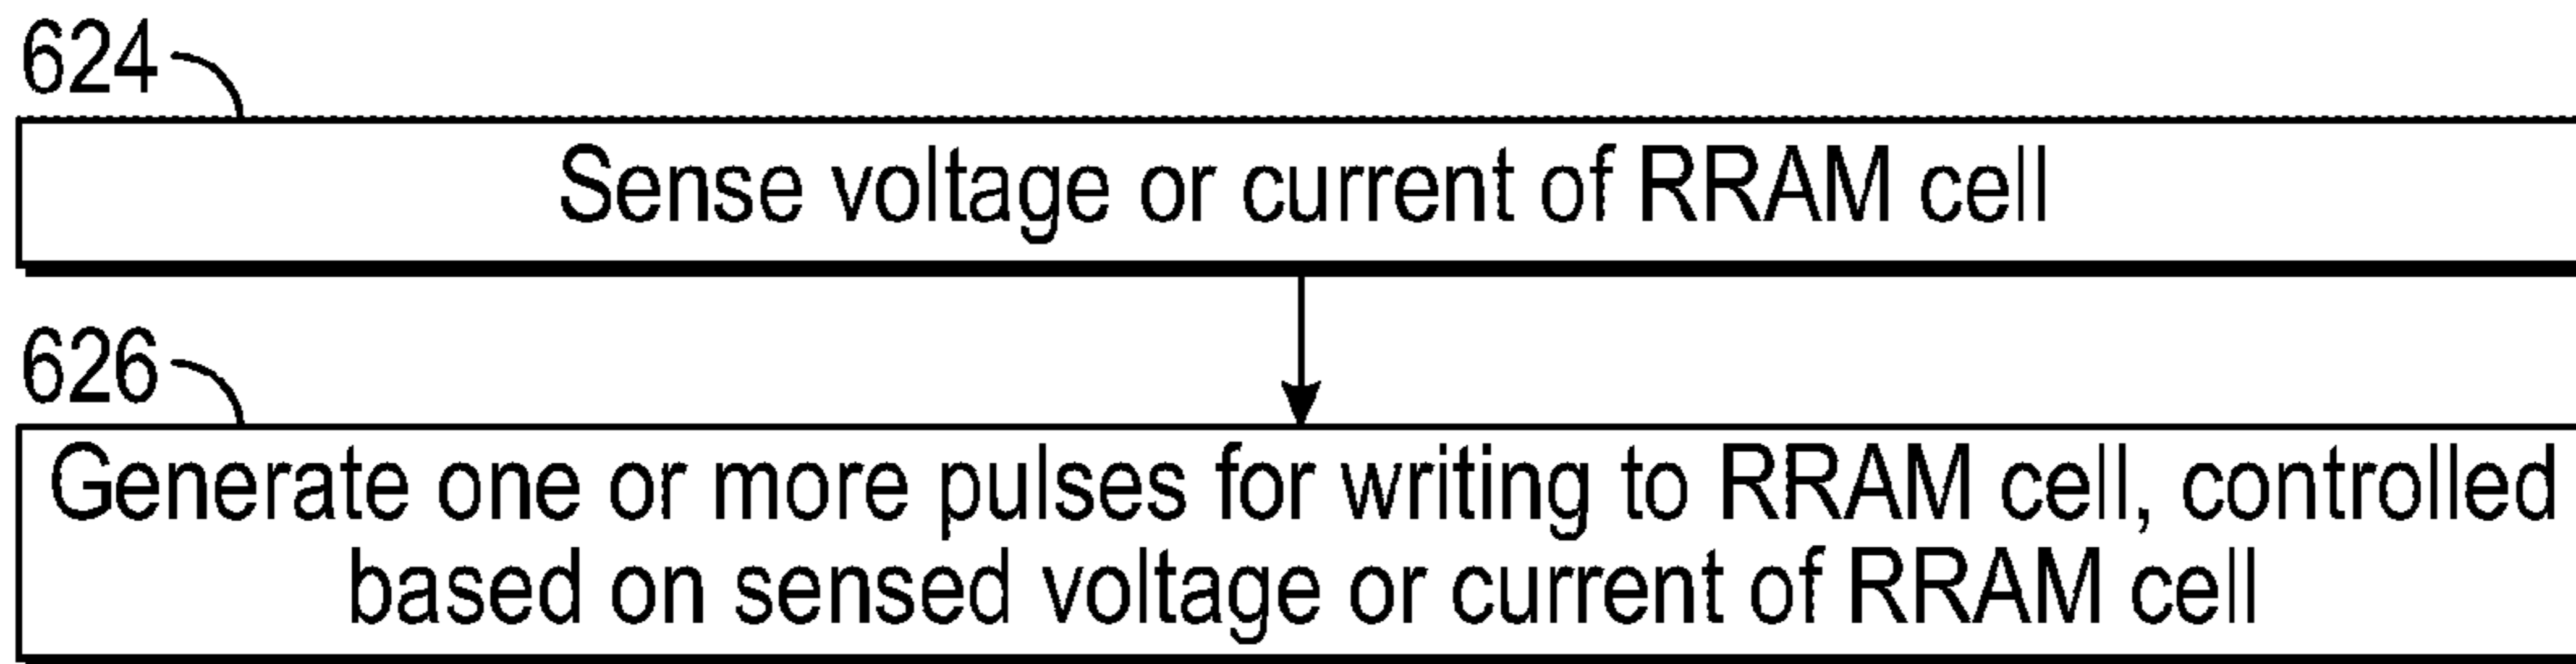 624
Sense voltage or current of RRAM cell
626
Generate one or more pulses for writing to RRAM cell, controlled
based on sensed voltage or current of RRAM cell